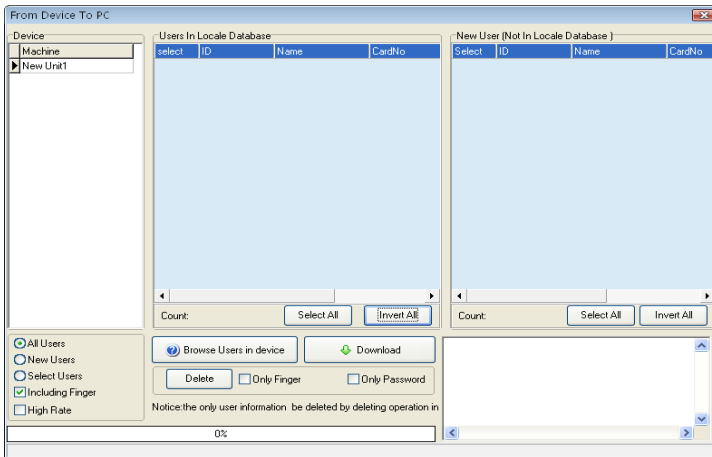 From Device To PC
Device
Machine
New Unit1
Users In Locale Database
select ID Name CardNo
Count: Select All Invert All
New User (Not In Locale Database )
Select ID Name CardNo
Count: Select All Invert All
All Users
New Users
Select Users
Including Finger
High Rate
Browse Users in device Download
Delete Only Finger Only Password
Notice:the only user information be deleted by deleting operation in
0%